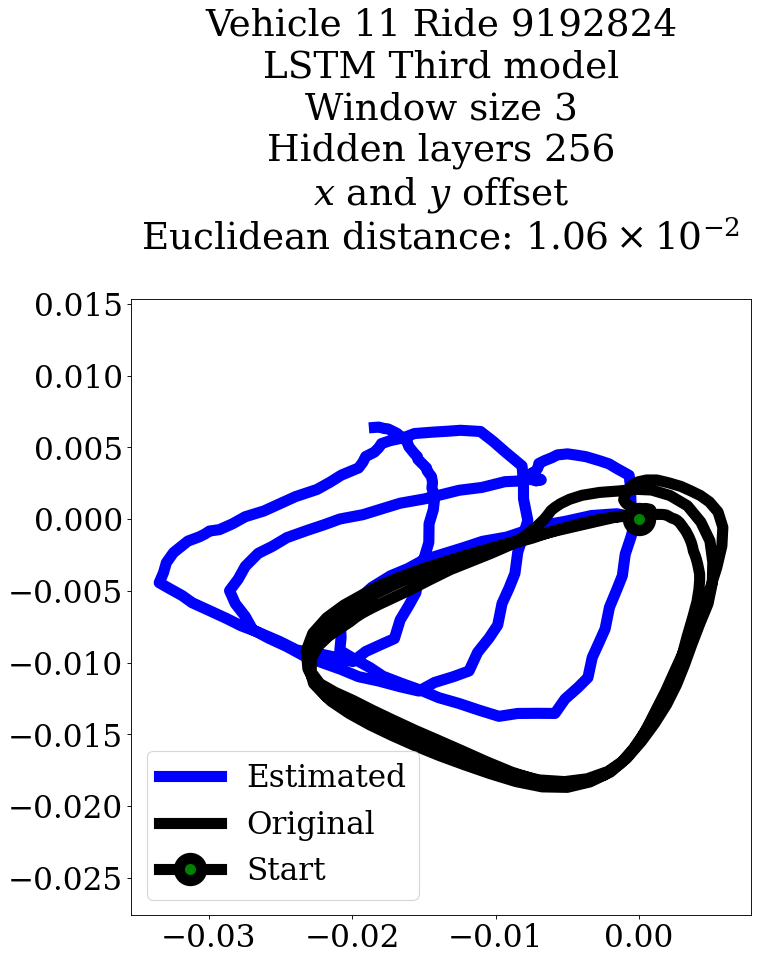 Vehicle 11 Ride 9192824
LSTM Third model
Window size 3
Hidden layers 256
x and y offset
Euclidean distance: 1.06 × 10⁻²
0.015
0.010
0.005
0.000
−0.005
−0.010
−0.015
−0.020
−0.025
Estimated
Original
Start
−0.03 −0.02 −0.01 0.00